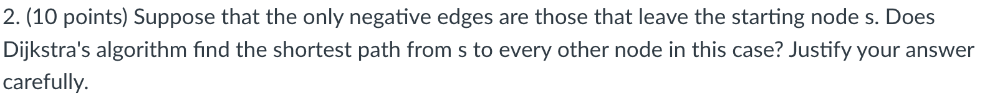 2. (10 points) Suppose that the only negative edges are those that leave the starting node s. Does
Dijkstra's algorithm find the shortest path from s to every other node in this case? Justify your answer
carefully.